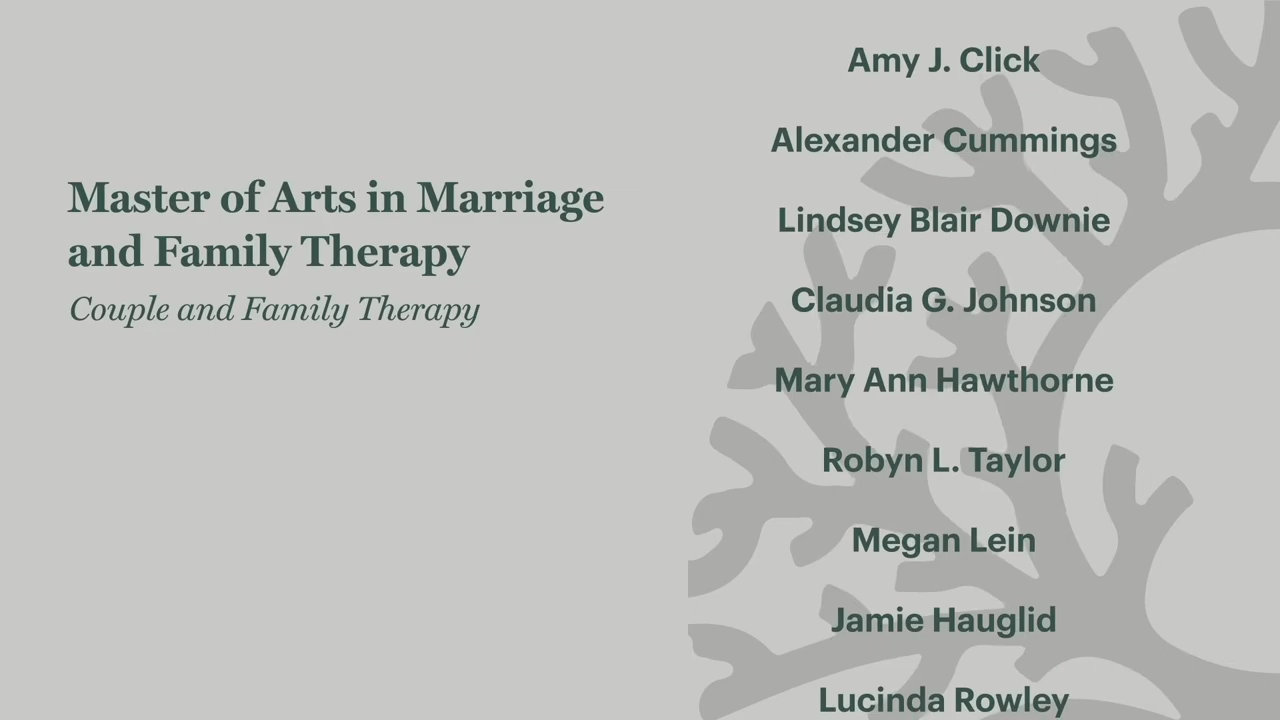 Master of Arts in Marriage
and Family Therapy
Couple and Family Therapy
Amy J. Click
Alexander Cummings
Lindsey Blair Downie
Claudia G. Johnson
Mary Ann Hawthorne
Robyn L. Taylor
Megan Lein
Jamie Hauglid
Lucinda Rowley